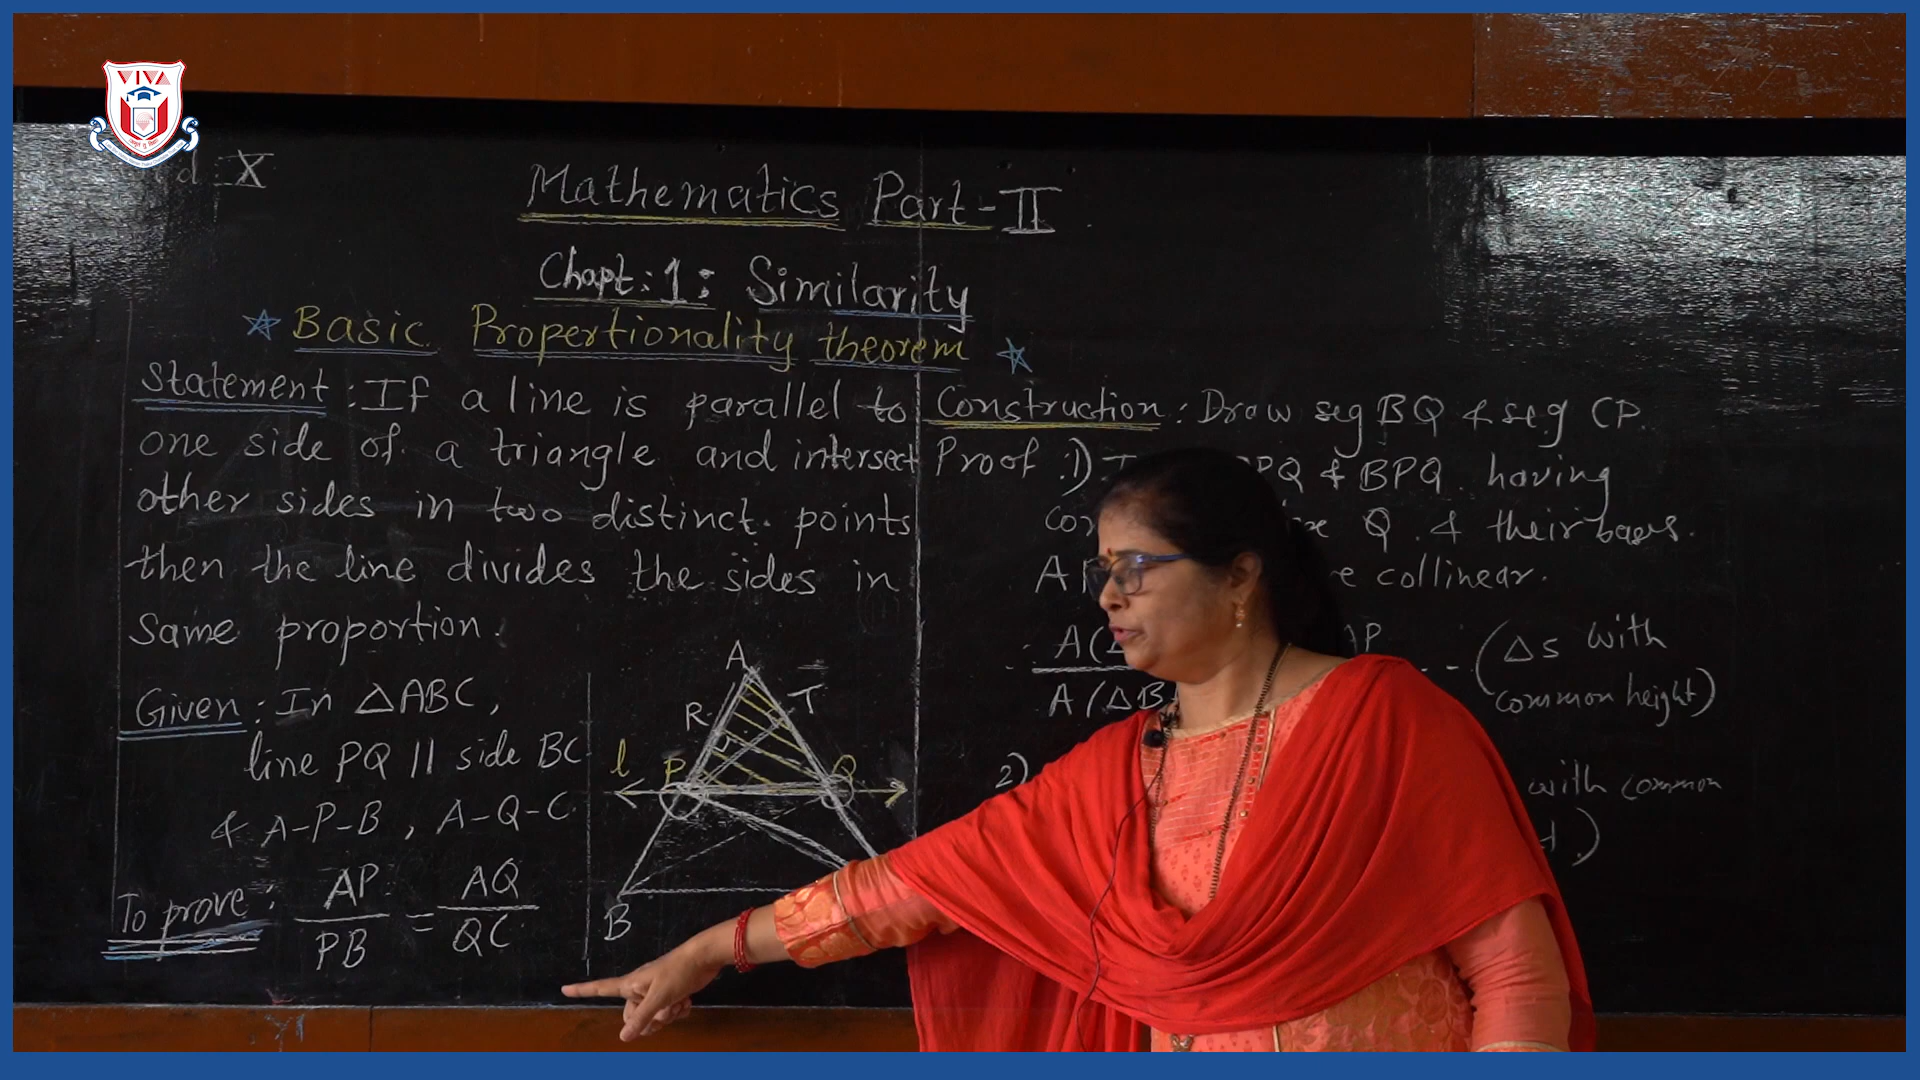 VIVA
d : X
Mathematics Part-II
Chapt: 1: Similarity
Basic Propertionality theorem
Statement : If a line is parallel to
one side of a triangle and intersect
other sides in two distinct points
then the line divides the sides in
Same proportion.
Given : In △ABC,
line PQ || side BC
& A-P-B , A-Q-C
To prove : AP/PB = AQ/QC
A
R
T
l
P
Q
B
Construction : Draw seg BQ & seg CP.
Proof : 1) PQ & BPQ having
Q & their bases
A collinear.
A(△ AP -- (△s with
A(△B common height)
2) with common